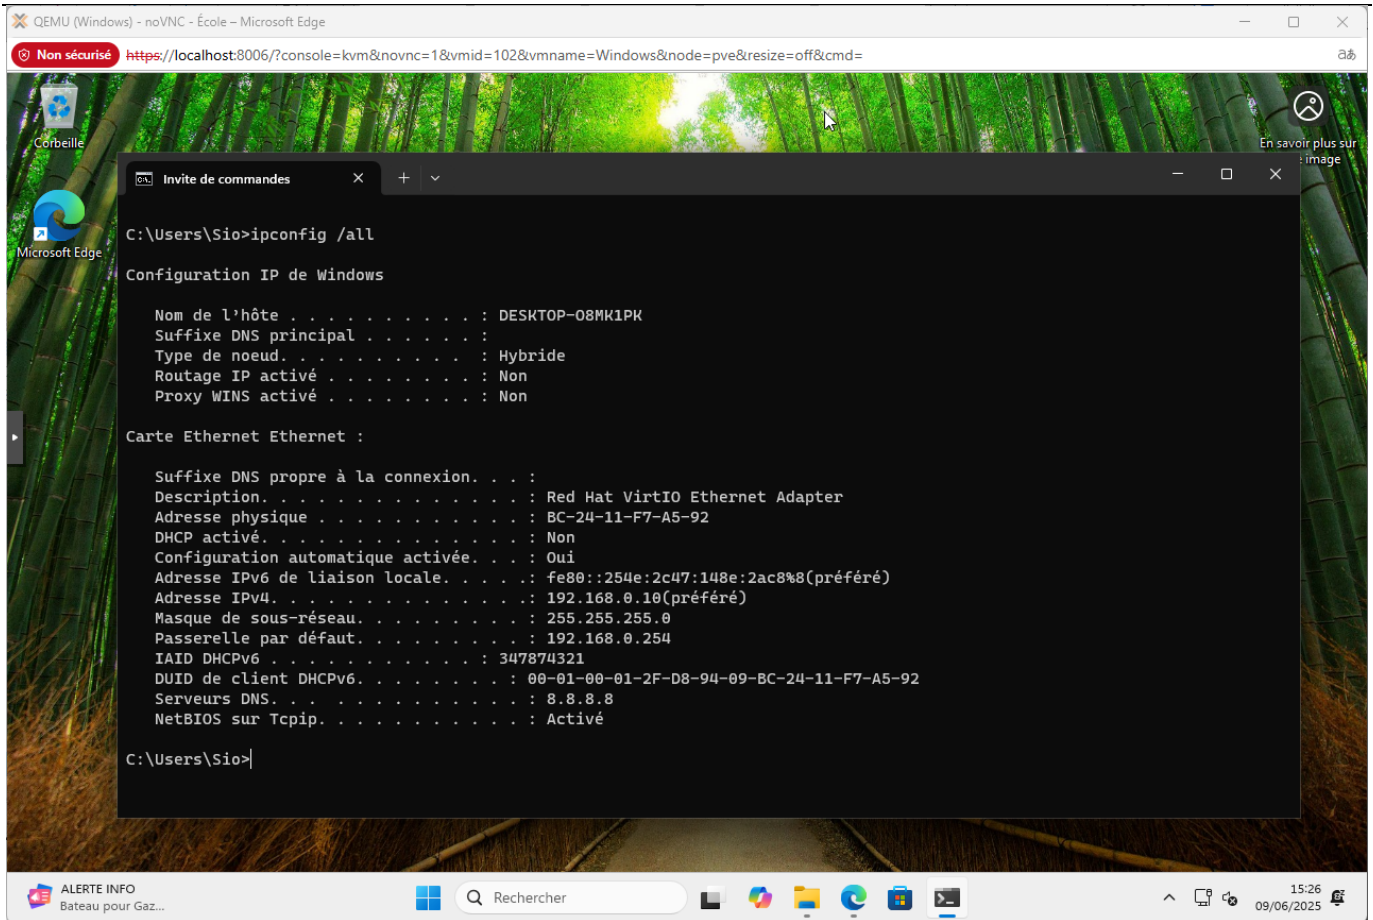 QEMU (Windows) - noVNC - École – Microsoft Edge
Non sécurisé https://localhost:8006/?console=kvm&novnc=1&vmid=102&vmname=Windows&node=pve&resize=off&cmd=
Corbeille
En savoir plus sur
image
Microsoft Edge
Invite de commandes
C:\Users\Sio>ipconfig /all
Configuration IP de Windows
Nom de l’hôte . . . . . . . . . . : DESKTOP-O8MK1PK
Suffixe DNS principal . . . . . . :
Type de noeud. . . . . . . . . . : Hybride
Routage IP activé . . . . . . . . : Non
Proxy WINS activé . . . . . . . . : Non
Carte Ethernet Ethernet :
Suffixe DNS propre à la connexion. . . :
Description. . . . . . . . . . . . . . : Red Hat VirtIO Ethernet Adapter
Adresse physique . . . . . . . . . . . : BC-24-11-F7-A5-92
DHCP activé. . . . . . . . . . . . . . : Non
Configuration automatique activée. . . : Oui
Adresse IPv6 de liaison locale. . . . .: fe80::254e:2c47:148e:2ac8%8(préféré)
Adresse IPv4. . . . . . . . . . . . . .: 192.168.0.10(préféré)
Masque de sous-réseau. . . . . . . . . : 255.255.255.0
Passerelle par défaut. . . . . . . . . : 192.168.0.254
IAID DHCPv6 . . . . . . . . . . . : 347874321
DUID de client DHCPv6. . . . . . . . : 00-01-00-01-2F-D8-94-09-BC-24-11-F7-A5-92
Serveurs DNS. . . . . . . . . . . . . : 8.8.8.8
NetBIOS sur Tcpip. . . . . . . . . . . : Activé
C:\Users\Sio>
ALERTE INFO
Bateau pour Gaz...
Rechercher
15:26
09/06/2025